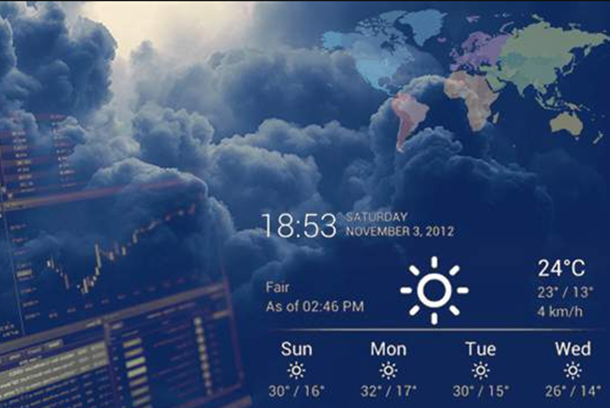 18:53
SATURDAY
NOVEMBER 3, 2012
Fair
As of 02:46 PM
24°C
23° / 13°
4 km/h
Sun Mon Tue Wed
30° / 16° 32° / 17° 30° / 15° 26° / 14°